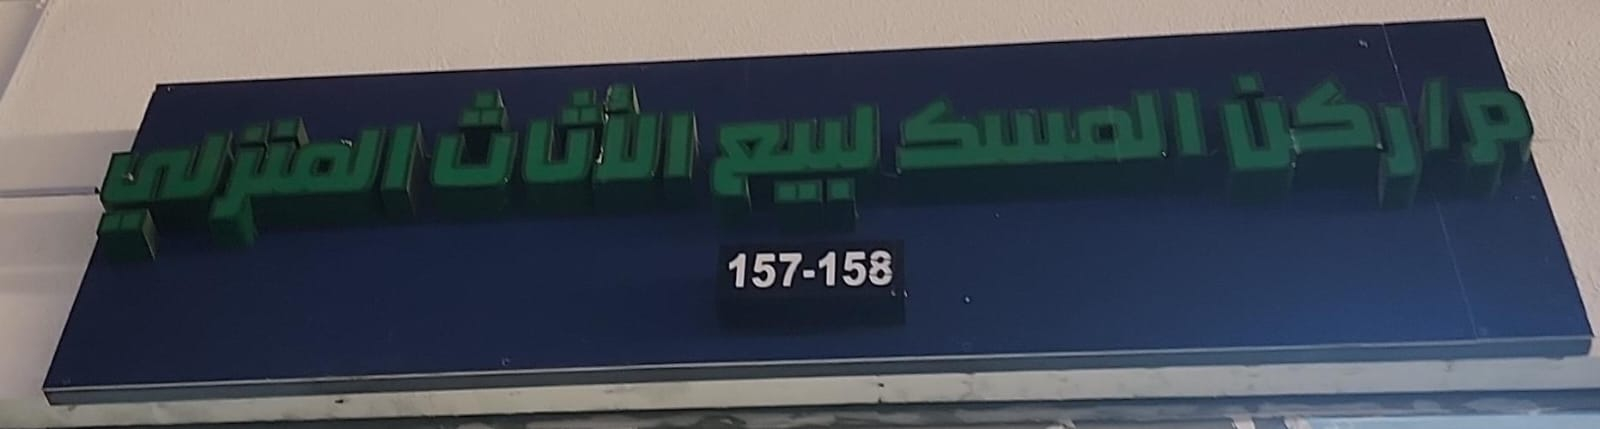 م/ركن المسك لبيع الأثاث المنزلي
157-158